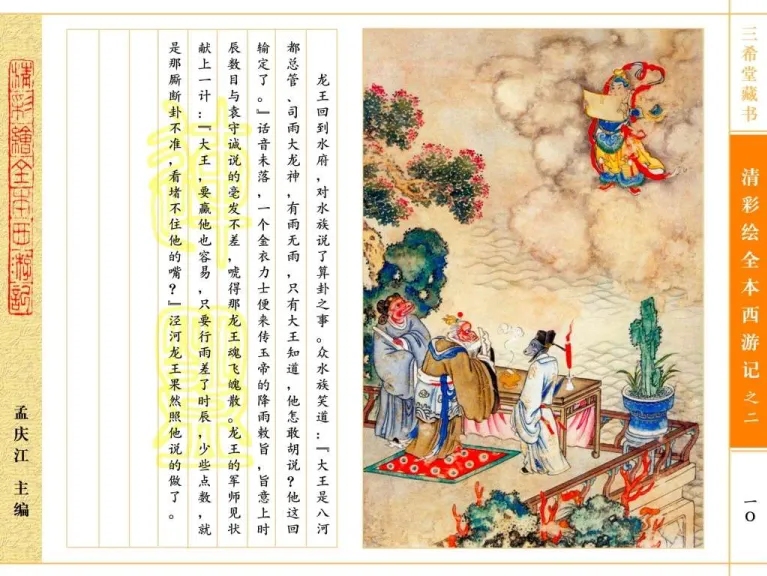 三希堂藏书
清彩绘全本西游记之二
一〇
龙王回到水府，对水族说了算卦之事。众水族笑道：『大王是八河
都总管、司雨大龙神，有雨无雨，只有大王知道，他怎敢胡说？他这回
输定了。』话音未落，一个金衣力士便来传玉帝的降雨敕旨，旨意上时
辰数目与袁守诚说的毫发不差，唬得那龙王魂飞魄散。龙王的军师见状
献上一计：『大王，要赢他也容易，只要行雨差了时辰，少些点数，就
是那厮断卦不准，看堵不住他的嘴？』泾河龙王果然照他说的做了。
清彩繪全本西游記
孟庆江 主编